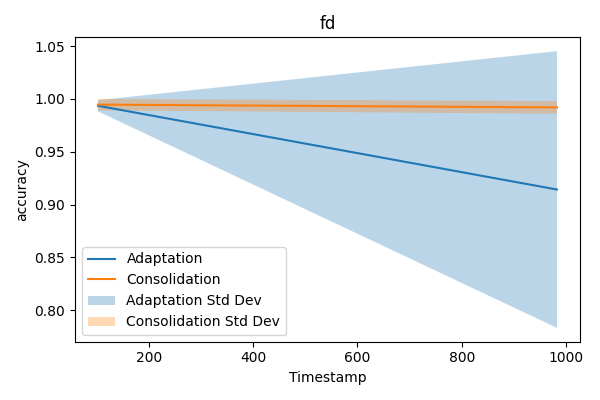 fd
1.05
1.00
0.95
0.90
0.85
0.80
accuracy
Adaptation
Consolidation
Adaptation Std Dev
Consolidation Std Dev
200
400
600
800
1000
Timestamp